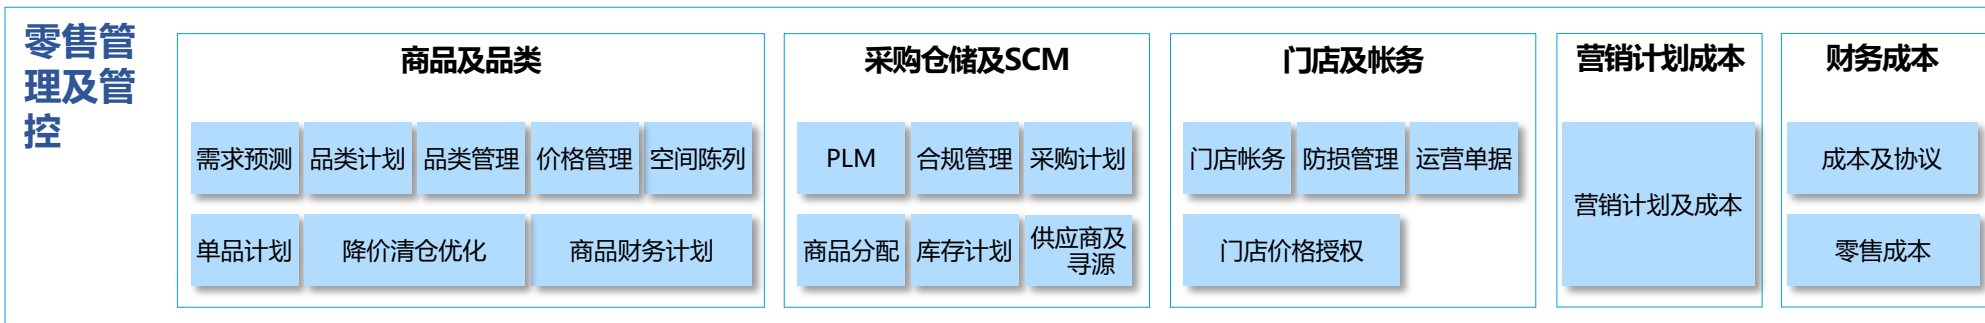 零售管
理及管
控
商品及品类
需求预测
品类计划
品类管理
价格管理
空间陈列
单品计划
降价清仓优化
商品财务计划
采购仓储及SCM
PLM
合规管理
采购计划
商品分配
库存计划
供应商及
寻源
门店及帐务
门店帐务
防损管理
运营单据
门店价格授权
营销计划成本
营销计划及成本
财务成本
成本及协议
零售成本